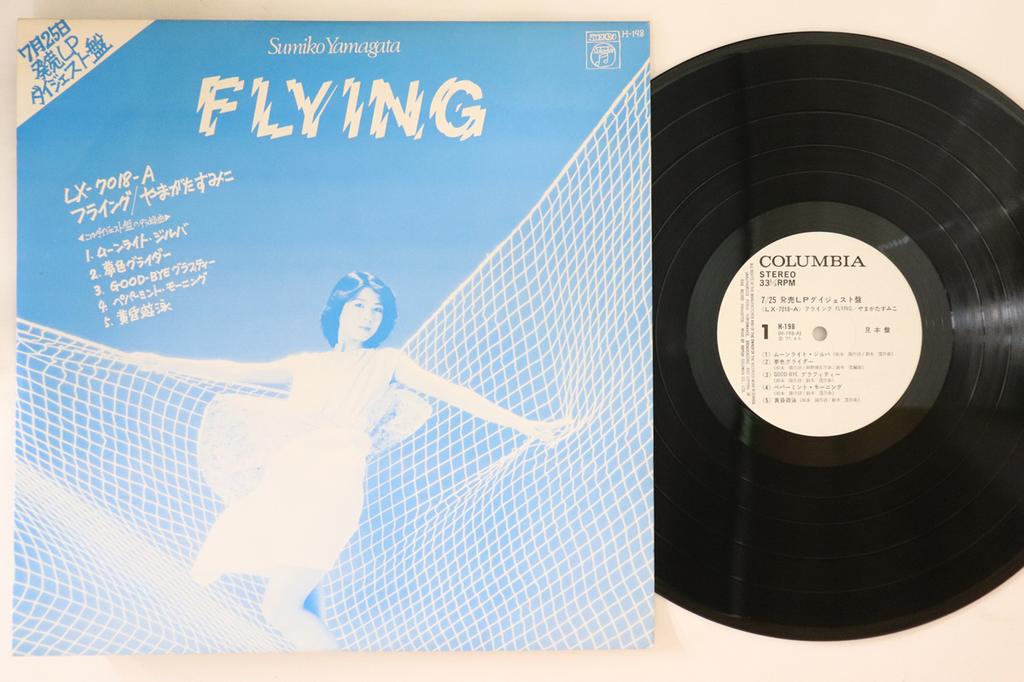 7月25日
発売LP
ダイジェスト盤
Sumiko Yamagata
STEREO
H-198
FLYING
LX-7018-A
フライング/やまがたすみこ
1. ムーンライト・ジルバ
2. 夢色グライダー
3. GOOD-BYE グラフィティー
4. ペパーミント・モーニング
5. 黄昏遊泳
COLUMBIA
STEREO
33⅓RPM
7/25 発売LPダイジェスト盤
(LX-7018-A) フライング FLYING/やまがたすみこ
1
H-198
見本盤
(1) ムーンライト・ジルバ
(2) 夢色グライダー
(3) GOOD-BYE グラフィティー
(4) ペパーミント・モーニング
(5) 黄昏遊泳